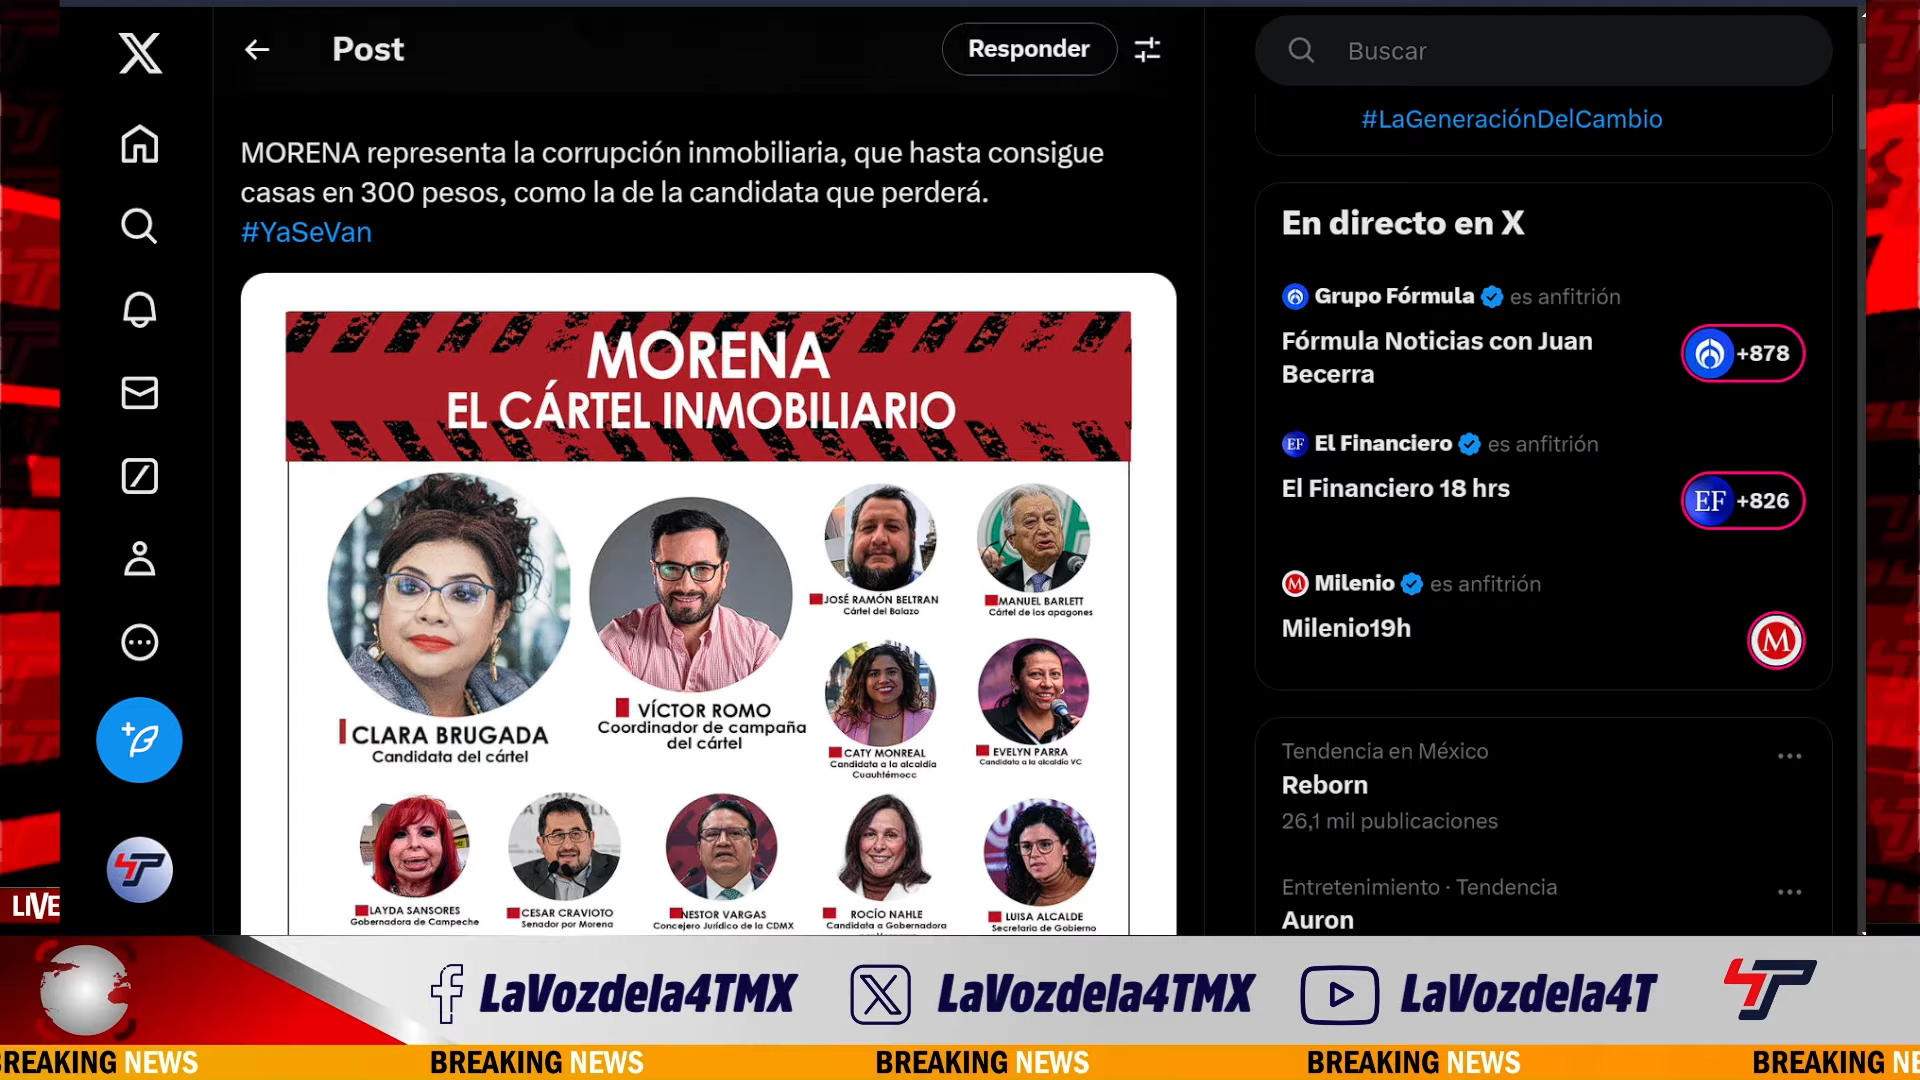 Post
Responder
MORENA representa la corrupción inmobiliaria, que hasta consigue
casas en 300 pesos, como la de la candidata que perderá.
#YaSeVan
MORENA
EL CÁRTEL INMOBILIARIO
CLARA BRUGADA
Candidata del cártel
VÍCTOR ROMO
Coordinador de campaña
del cártel
JOSÉ RAMÓN BELTRAN
Cártel del Balazo
MANUEL BARLETT
Cártel de los apagones
CATY MONREAL
Candidata a la alcaldía
Cuauhtémocc
EVELYN PARRA
Candidata a la alcaldía VC
LAYDA SANSORES
Gobernadora de Campeche
CESAR CRAVIOTO
Senador por Morena
NESTOR VARGAS
Concejero Jurídico de la CDMX
ROCÍO NAHLE
Candidata a Gobernadora
LUISA ALCALDE
Secretaria de Gobierno
Buscar
#LaGeneraciónDelCambio
En directo en X
Grupo Fórmula es anfitrión
Fórmula Noticias con Juan
Becerra
+878
EF El Financiero es anfitrión
El Financiero 18 hrs
EF +826
M Milenio es anfitrión
Milenio19h
M
Tendencia en México
Reborn
26,1 mil publicaciones
Entretenimiento · Tendencia
Auron
LIVE
LaVozdela4TMX
LaVozdela4TMX
LaVozdela4T
BREAKING NEWS BREAKING NEWS BREAKING NEWS BREAKING NEWS BREAKING NE